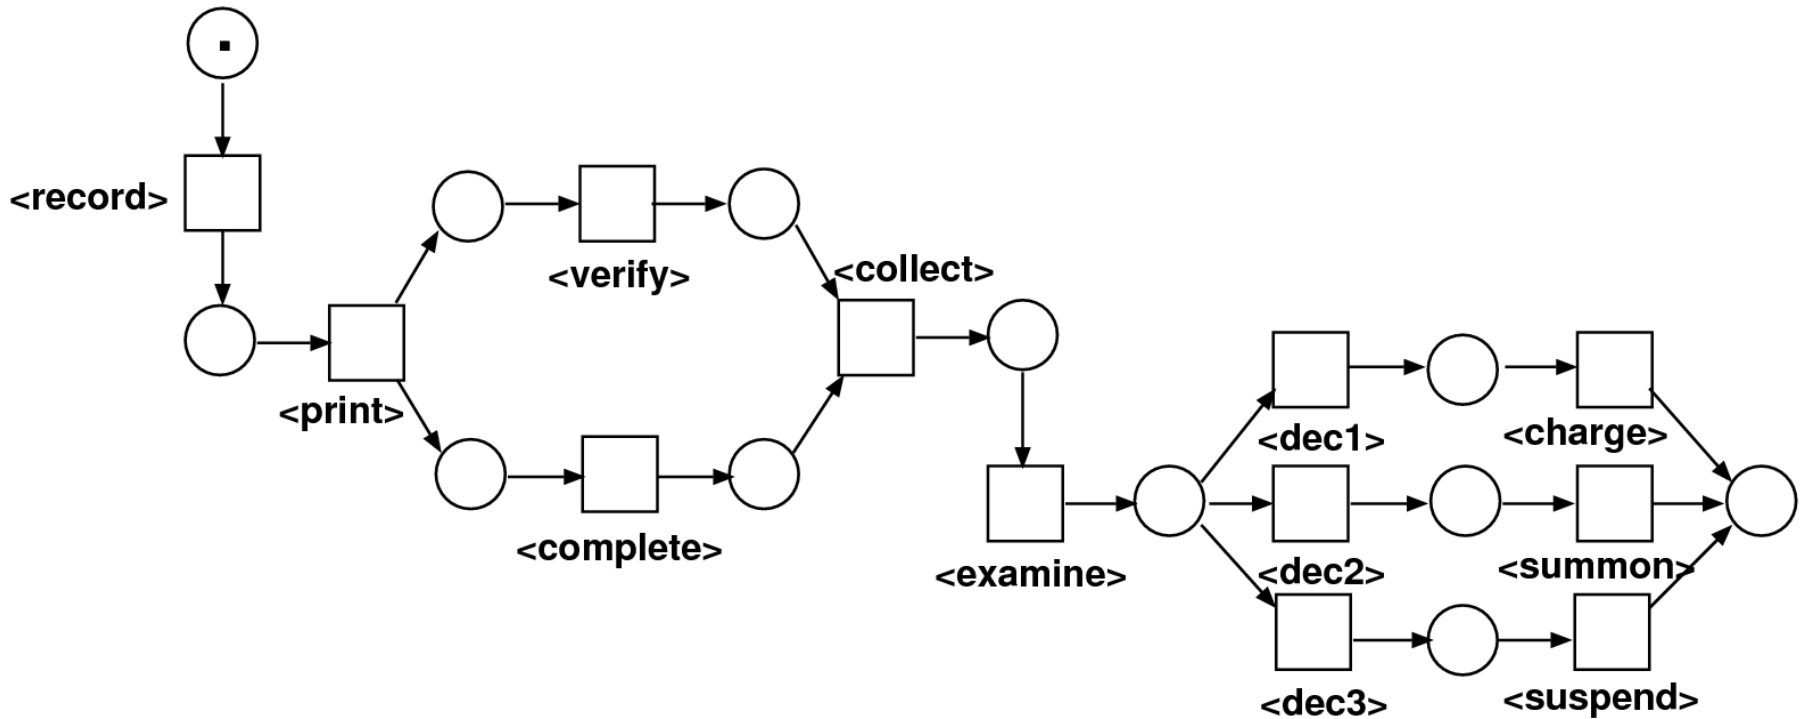 <record>
<print>
<verify>
<complete>
<collect>
<examine>
<dec1>
<charge>
<dec2>
<summon>
<dec3>
<suspend>